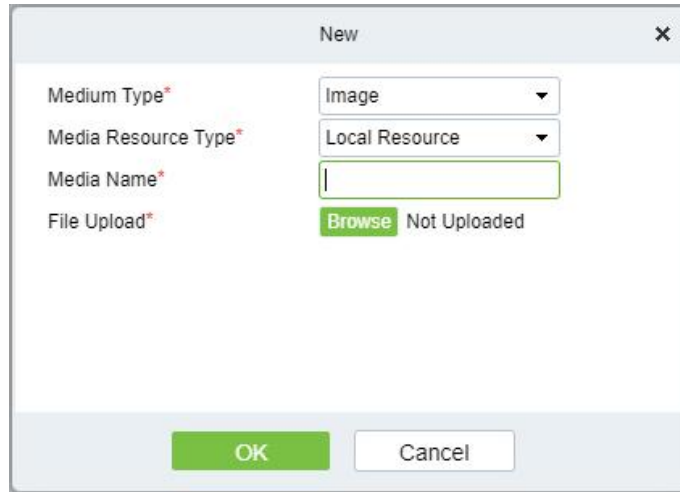 New
Medium Type* Image
Media Resource Type* Local Resource
Media Name*
File Upload* Browse Not Uploaded
OK Cancel